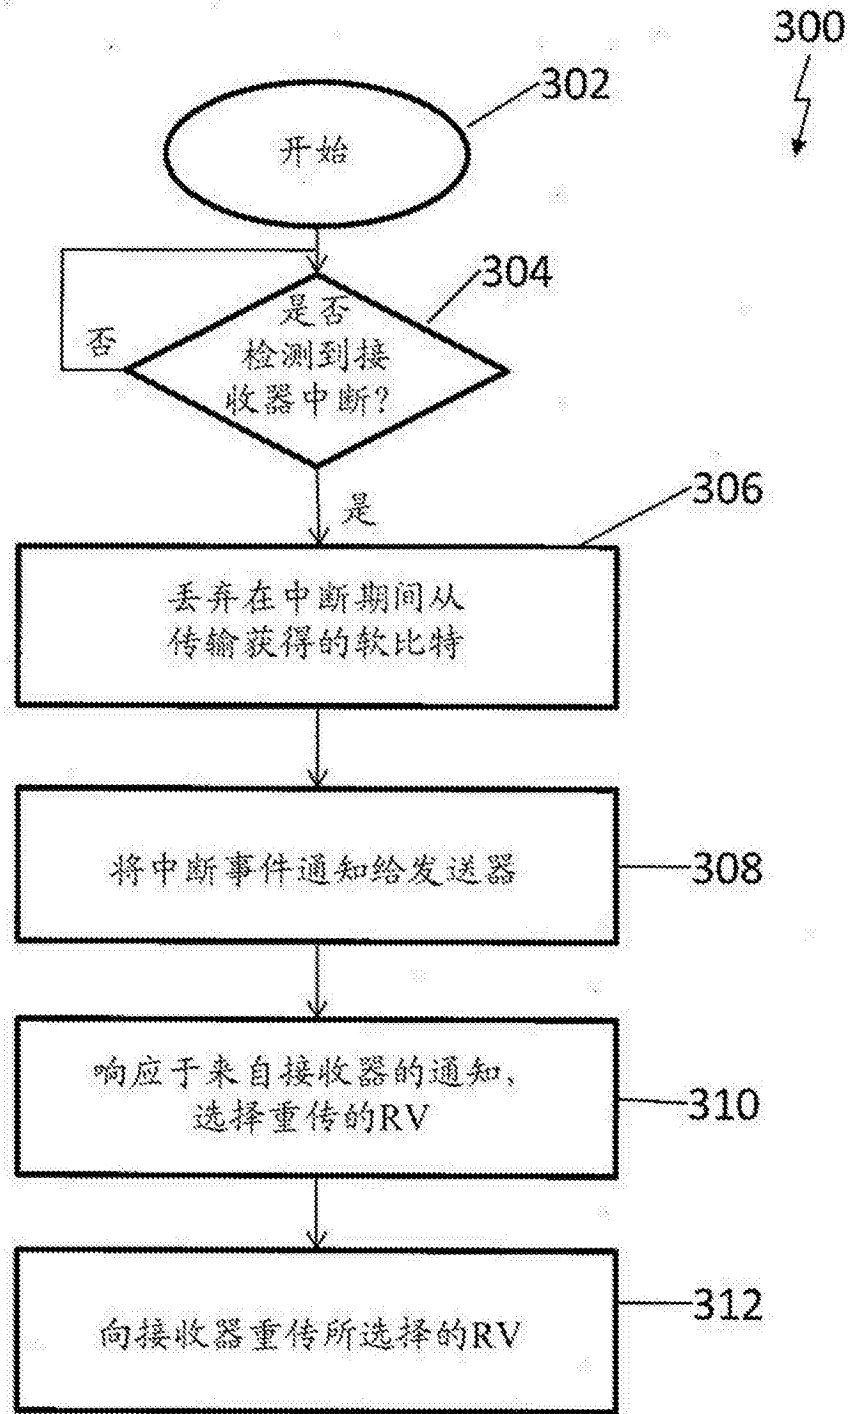 300
302
开始
304
是否
检测到接
收器中断?
否
是
306
丢弃在中断期间从
传输获得的软比特
308
将中断事件通知给发送器
310
响应于来自接收器的通知、
选择重传的RV
312
向接收器重传所选择的RV